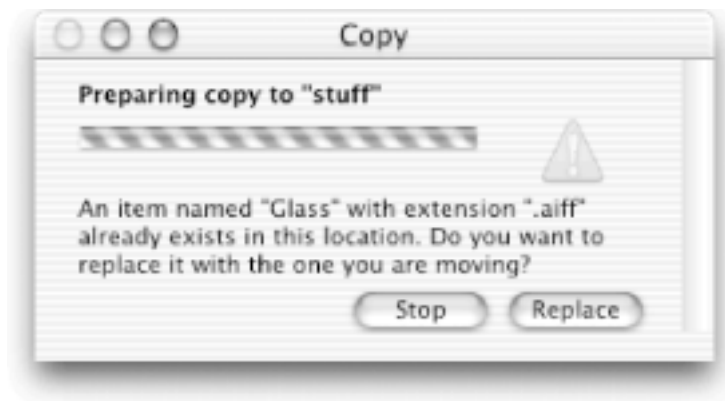 Copy
Preparing copy to "stuff"
An item named "Glass" with extension ".aiff"
already exists in this location. Do you want to
replace it with the one you are moving?
Stop Replace